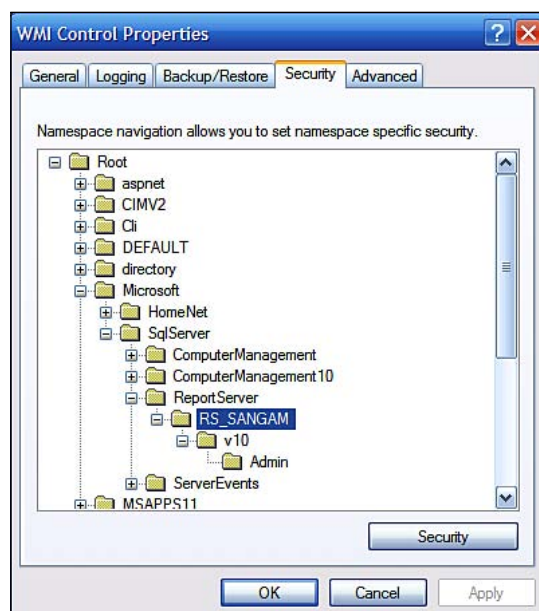 WMI Control Properties
General Logging Backup/Restore Security Advanced
Namespace navigation allows you to set namespace specific security.
Root
aspnet
CIMV2
Cli
DEFAULT
directory
Microsoft
HomeNet
SqlServer
ComputerManagement
ComputerManagement10
ReportServer
RS_SANGAM
v10
Admin
ServerEvents
MSAPPS11
Security
OK Cancel Apply